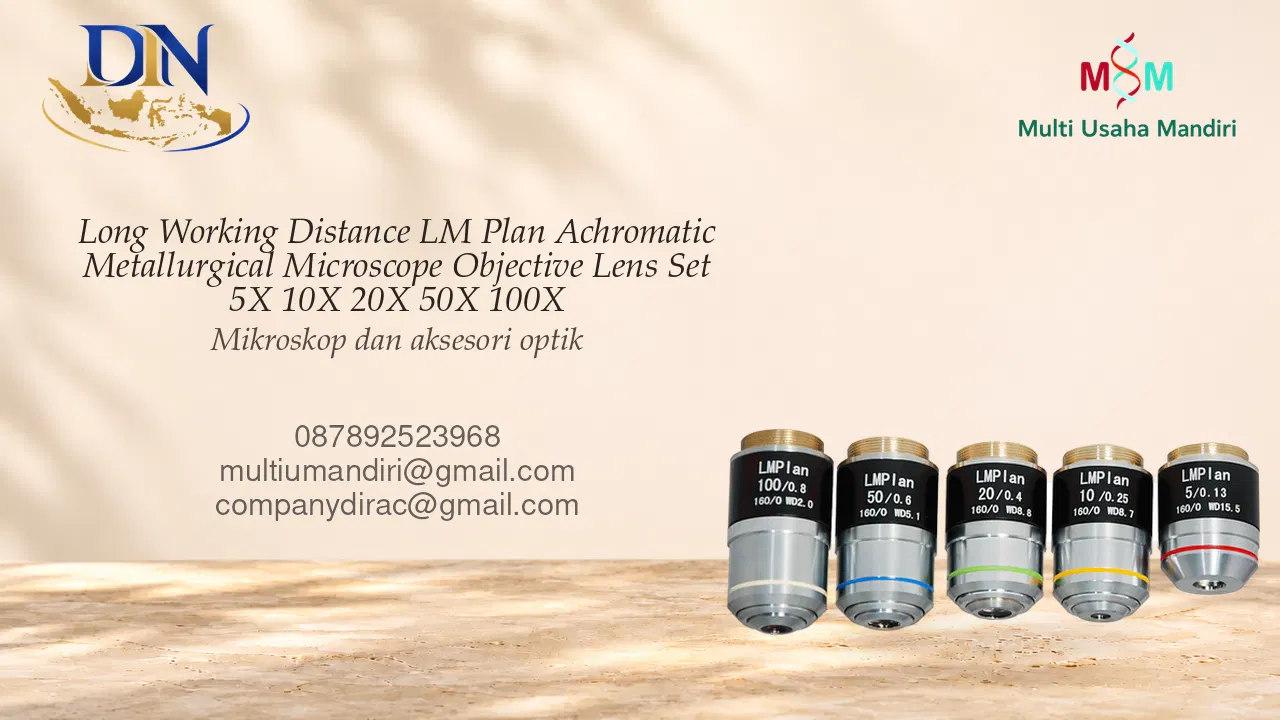 DIN
M M
Multi Usaha Mandiri
Long Working Distance LM Plan Achromatic
Metallurgical Microscope Objective Lens Set
5X 10X 20X 50X 100X
Mikroskop dan aksesori optik
087892523968
multiumandiri@gmail.com
companydirac@gmail.com
LMPlan
100/0.8
160/0 WD2.0
LMPlan
50/0.6
160/0 WD5.1
LMPlan
20/0.4
160/0 WD8.8
LMPlan
10/0.25
160/0 WD8.7
LMPlan
5/0.13
160/0 WD15.5